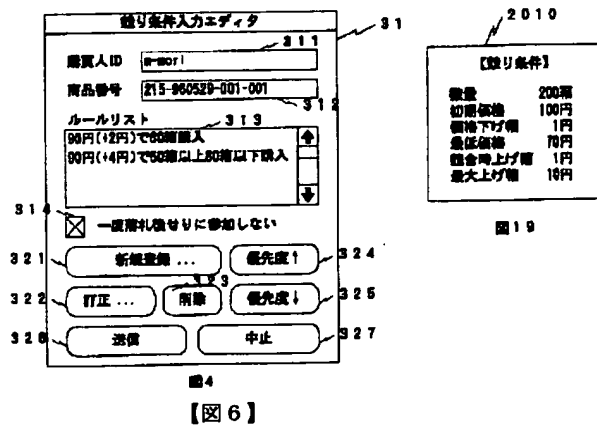 競り条件入力エディタ
31
購買人ID
m-mori
311
商品番号
215-960529-001-001
312
ルールリスト
313
90円(+2円)で60箱購入
90円(+4円)で50箱以上80箱以下購入
314
一度落札後せりに参加しない
321
新規登録 ...
優先度↑
324
322
訂正 ...
削除
323
優先度↓
325
326
送信
中止
327
図4
【図6】
2010
【競り条件】
数量 200箱
初期価格 100円
価格下げ幅 1円
最低価格 70円
競合時上げ幅 1円
最大上げ幅 10円
図19